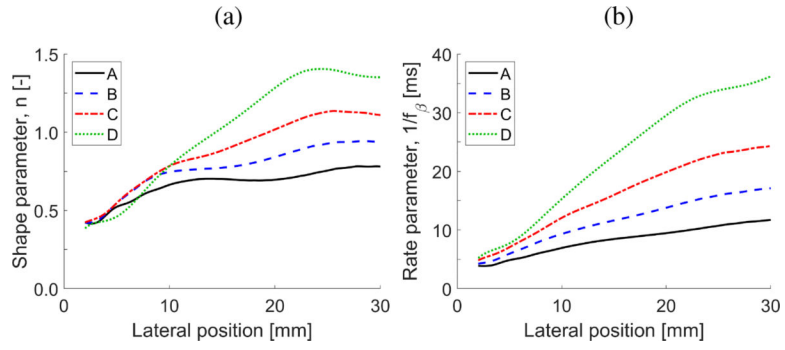 (a)
Shape parameter, n [-]
1.5
1.0
0.5
0.0
A
B
C
D
0
10
20
30
Lateral position [mm]
(b)
Rate parameter, 1/f_β [ms]
40
30
20
10
0
A
B
C
D
0
10
20
30
Lateral position [mm]